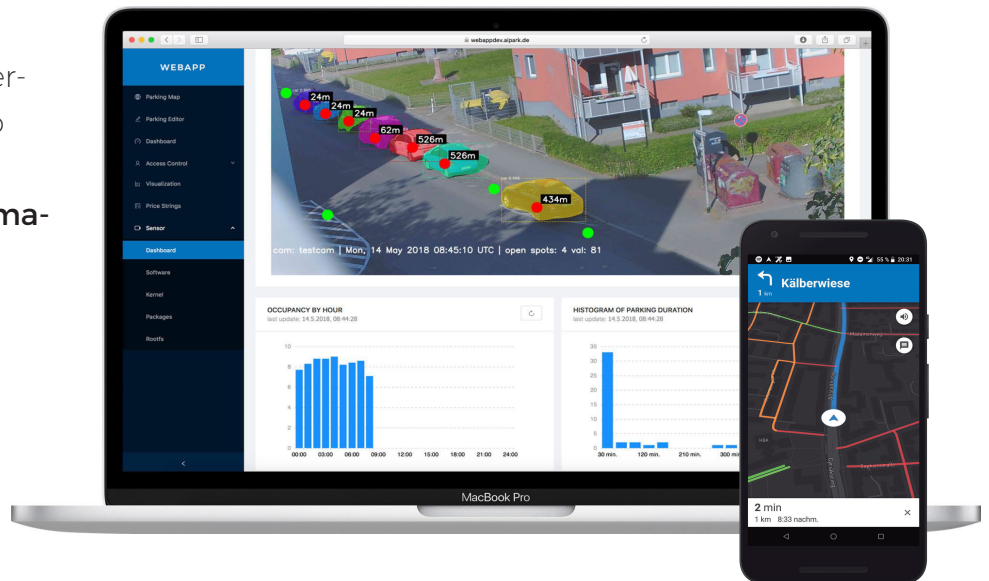 er-
ma-
webappdev.aipark.de
WEBAPP
Parking Map
Parking Editor
Dashboard
Access Control
Visualization
Price Strings
Sensor
Dashboard
Software
Kernel
Packages
Rootfs
24m
24m
24m
62m
526m
526m
434m
cam: testcam | Mon, 14 May 2018 08:45:10 UTC | open spots: 4 val: 81
OCCUPANCY BY HOUR
last update: 14.5.2018, 08:44:28
10
8
6
4
2
0
00:00 03:00 06:00 09:00 12:00 15:00 18:00 21:00 24:00
HISTOGRAM OF PARKING DURATION
last update: 14.5.2018, 08:44:28
35
30
25
20
15
10
5
0
30 min. 120 min. 210 min. 300 min
MacBook Pro
55 % 20:31
Kälberwiese
1 km
2 min
1 km 8:33 nachm.